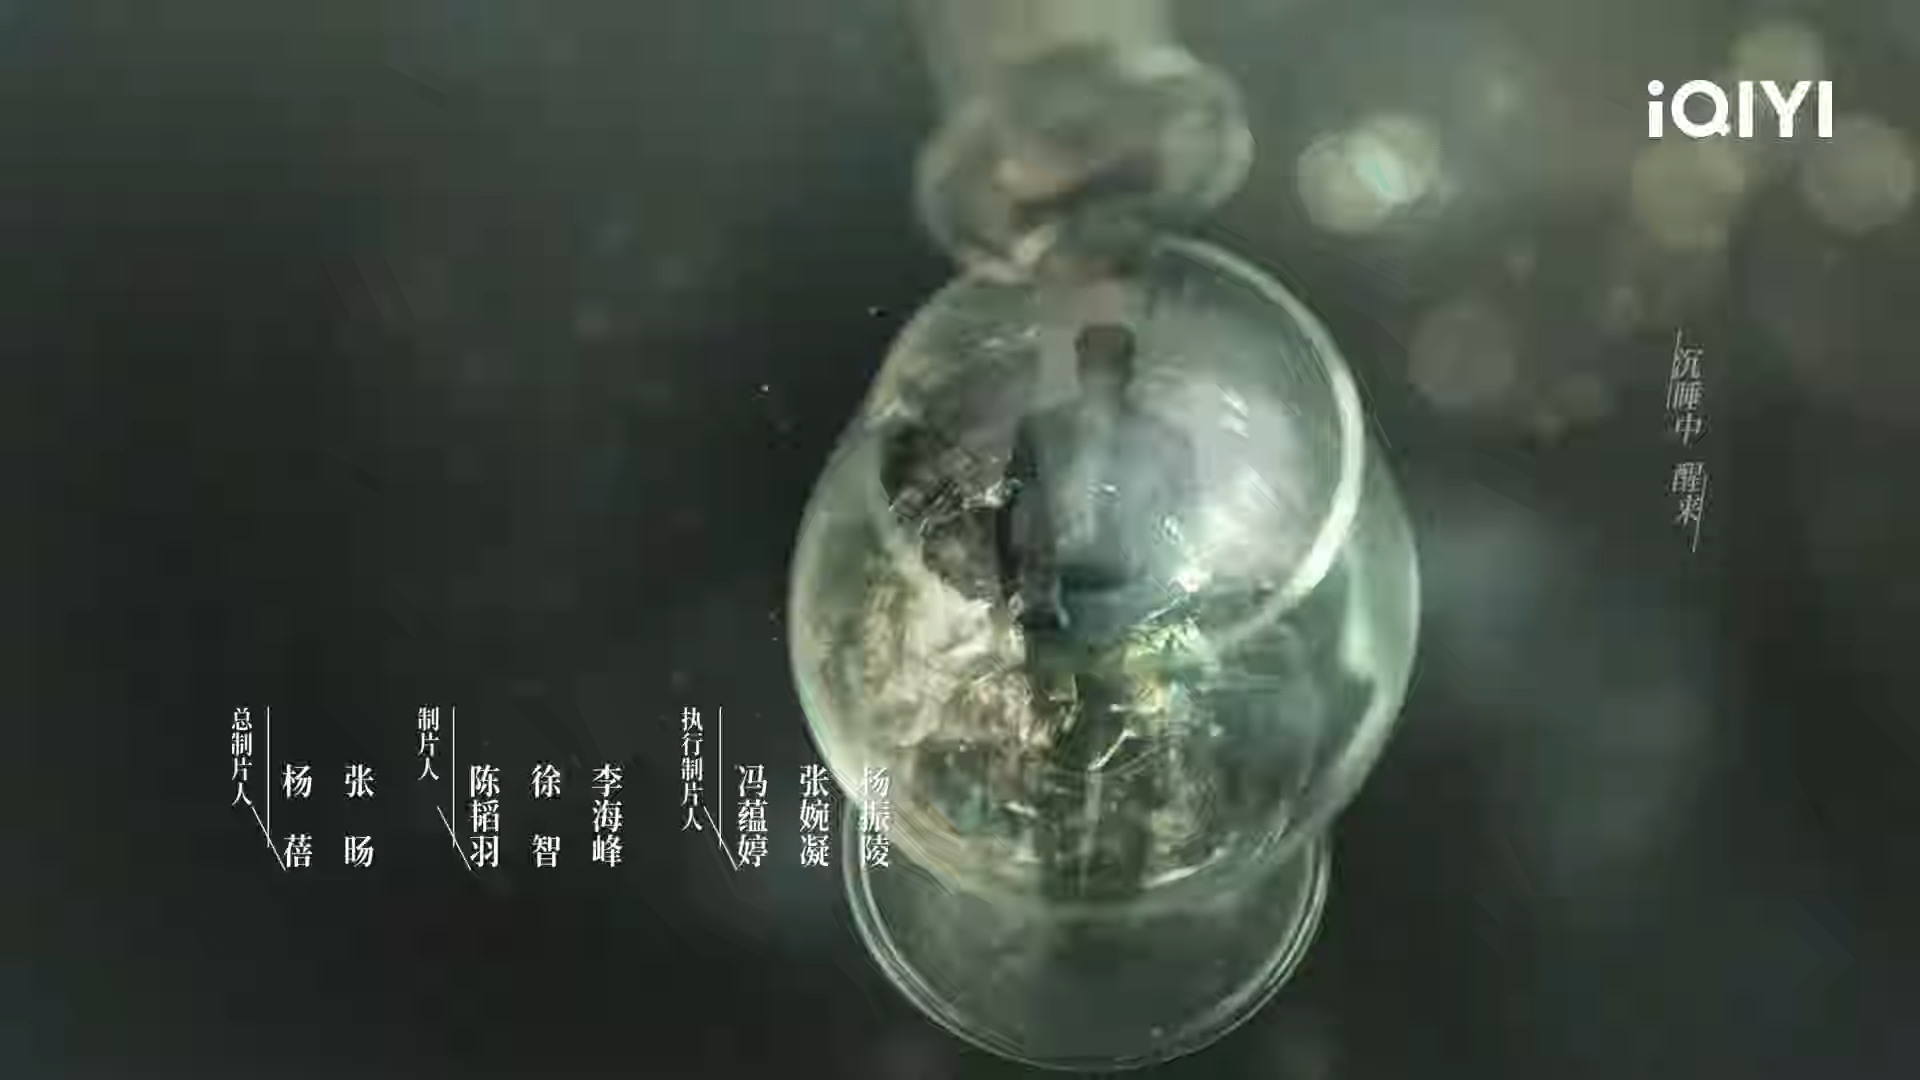 iQIYI
沉睡中 醒来
总制片人
杨蓓
张旸
制片人
陈韬羽
徐智
李海峰
执行制片人
冯蕴婷
张婉凝
杨振陵